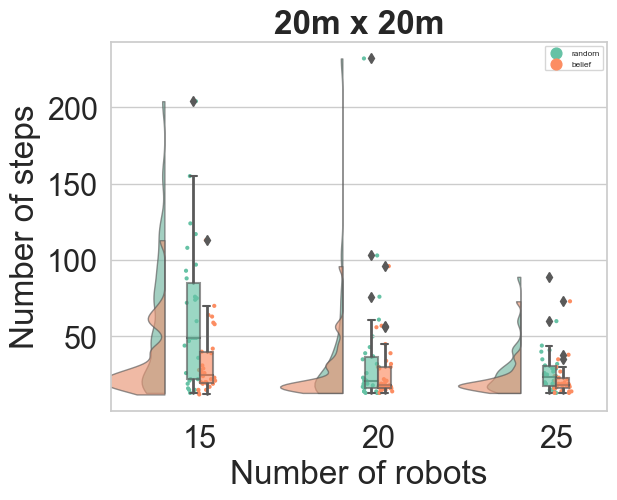 20m x 20m
random
belief
Number of steps
200
150
100
50
15 20 25
Number of robots